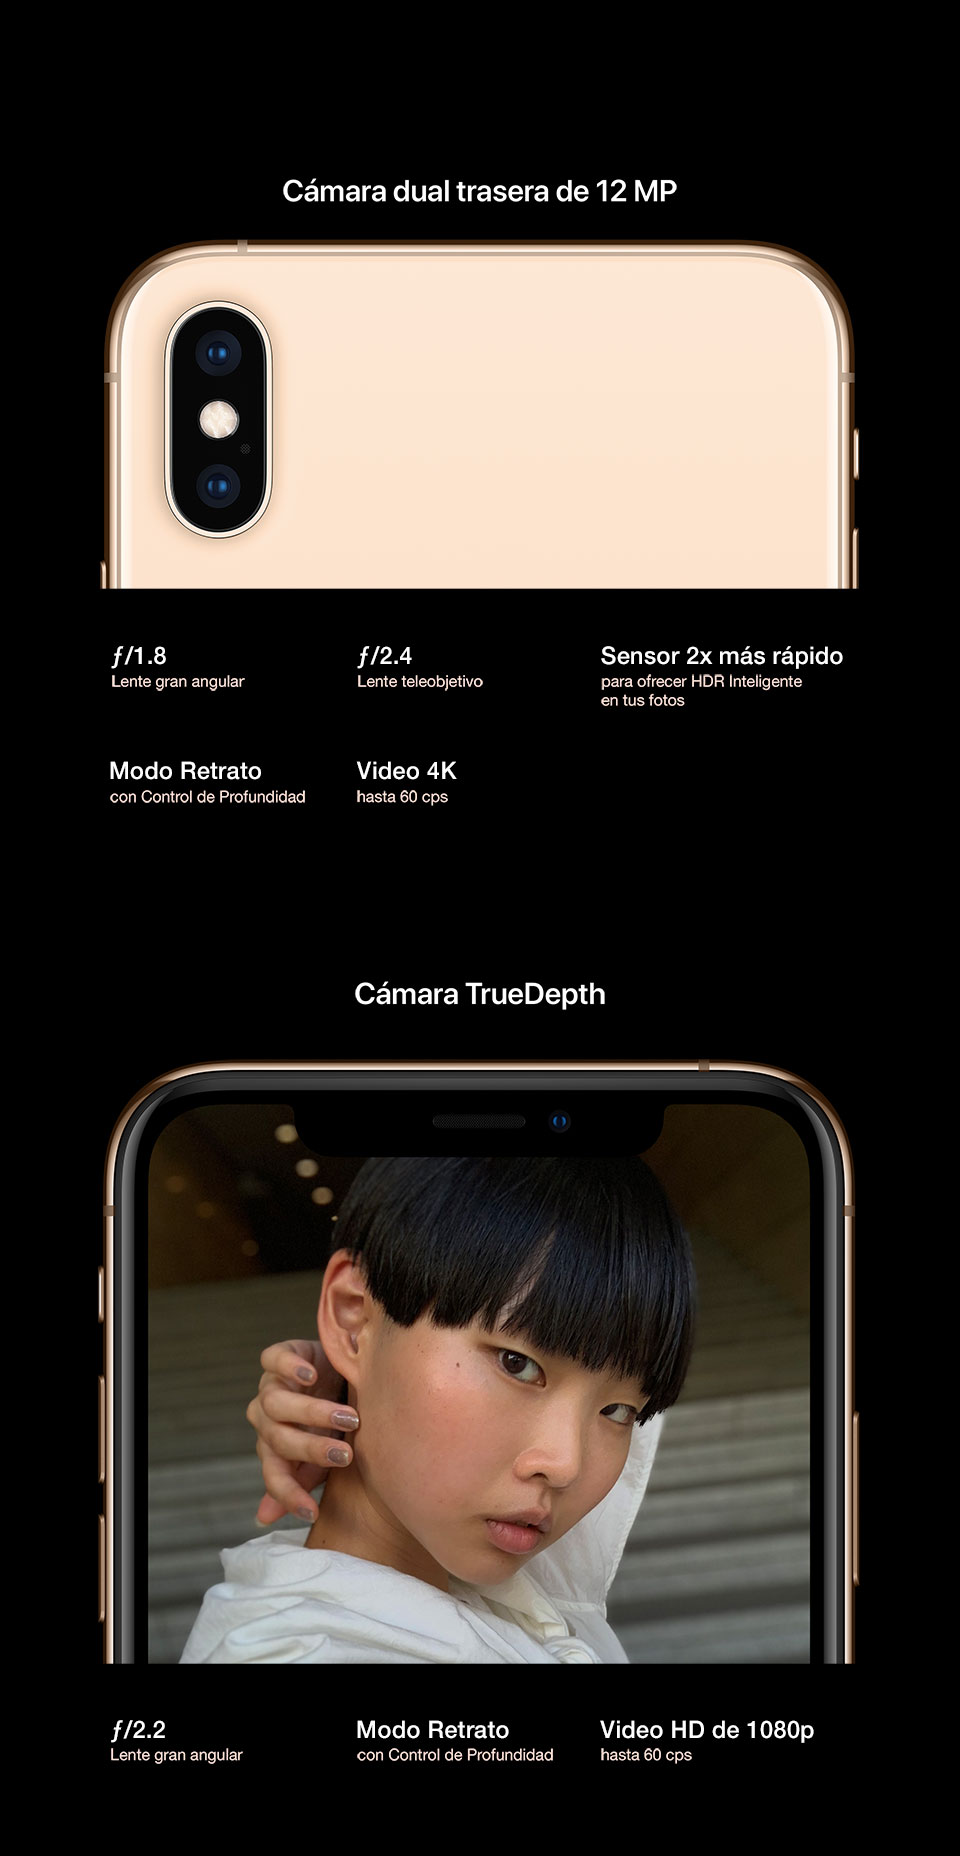 Cámara dual trasera de 12 MP
ƒ/1.8
Lente gran angular
ƒ/2.4
Lente teleobjetivo
Sensor 2x más rápido
para ofrecer HDR Inteligente
en tus fotos
Modo Retrato
con Control de Profundidad
Video 4K
hasta 60 cps
Cámara TrueDepth
ƒ/2.2
Lente gran angular
Modo Retrato
con Control de Profundidad
Video HD de 1080p
hasta 60 cps